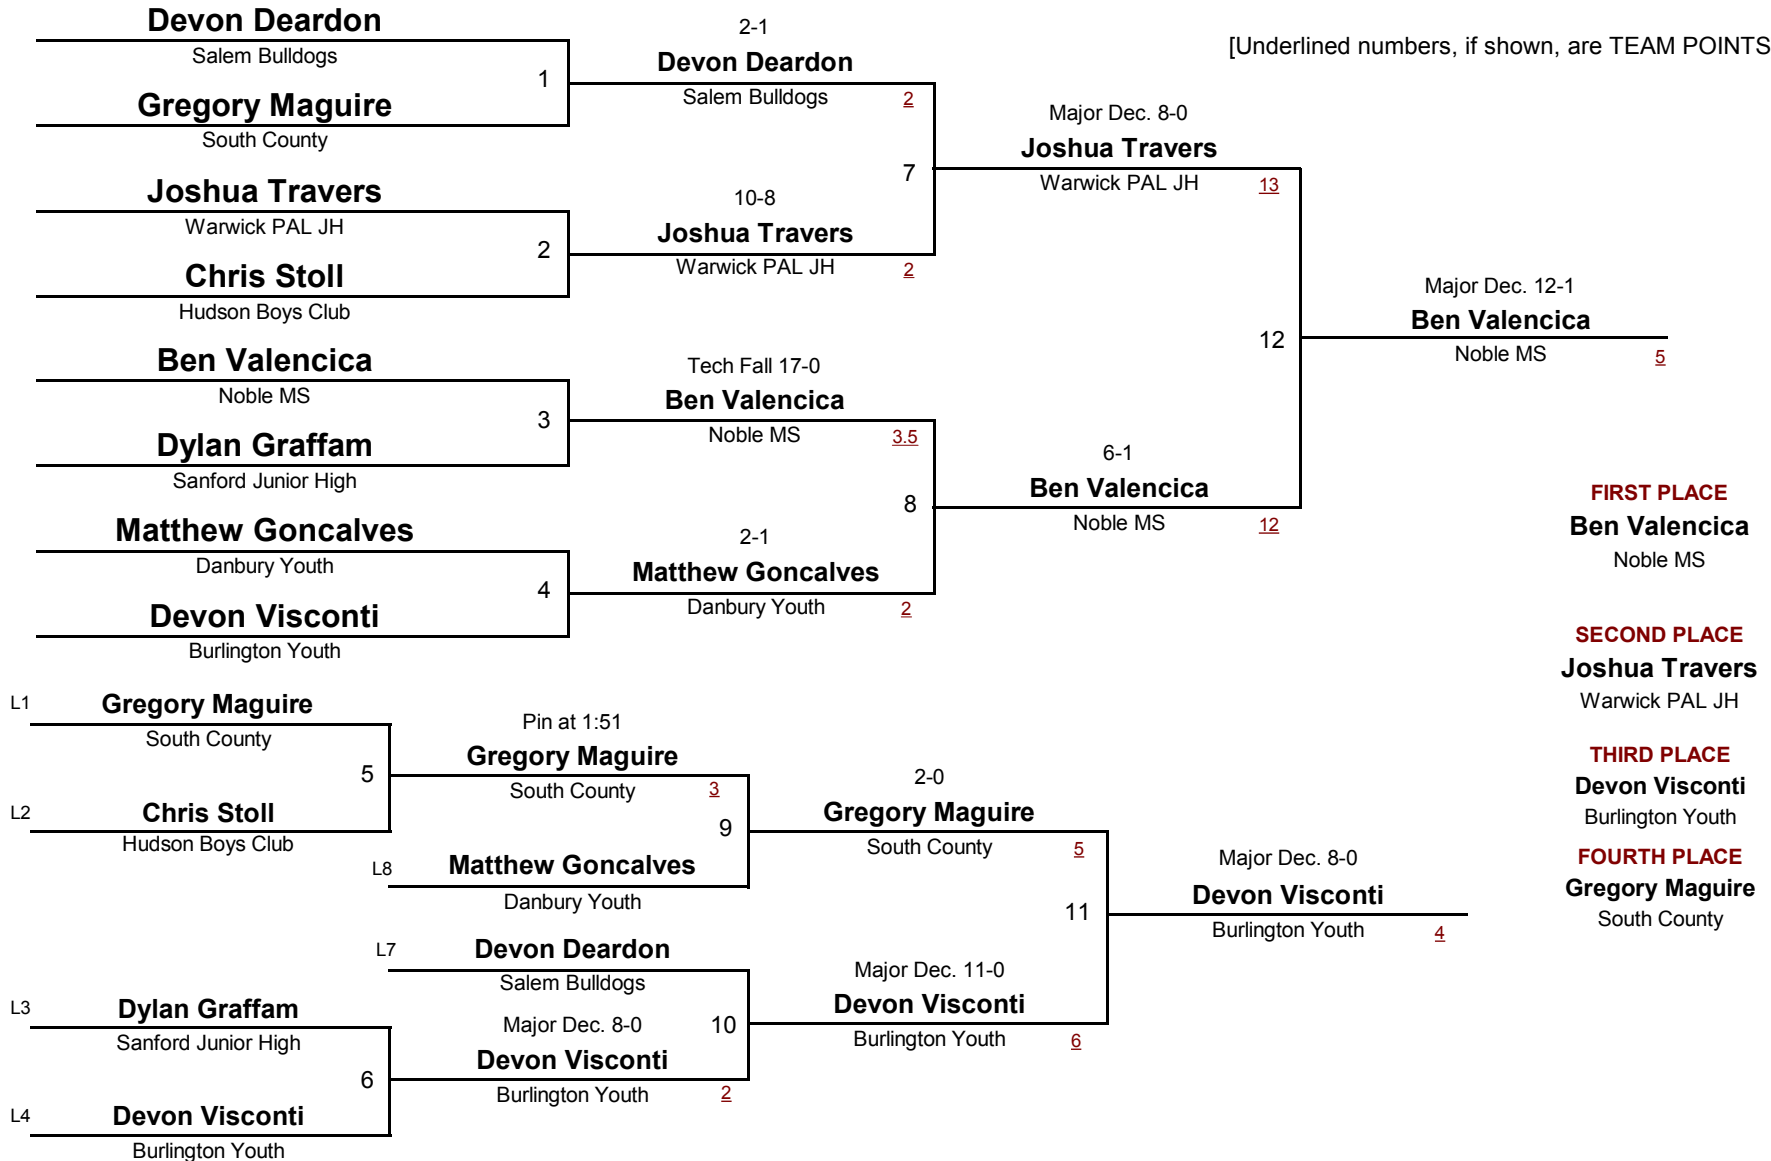 Devon Deardon
Salem Bulldogs
1
Gregory Maguire
South County
Joshua Travers
Warwick PAL JH
2
Chris Stoll
Hudson Boys Club
Ben Valencica
Noble MS
3
Dylan Graffam
Sanford Junior High
Matthew Goncalves
Danbury Youth
4
Devon Visconti
Burlington Youth
2-1
Devon Deardon
Salem Bulldogs 2
7
10-8
Joshua Travers
Warwick PAL JH 2
Tech Fall 17-0
Ben Valencica
Noble MS 3.5
8
2-1
Matthew Goncalves
Danbury Youth 2
[Underlined numbers, if shown, are TEAM POINTS
Major Dec. 8-0
Joshua Travers
Warwick PAL JH 13
12
6-1
Ben Valencica
Noble MS 12
Major Dec. 12-1
Ben Valencica
Noble MS 5
FIRST PLACE
Ben Valencica
Noble MS
SECOND PLACE
Joshua Travers
Warwick PAL JH
THIRD PLACE
Devon Visconti
Burlington Youth
FOURTH PLACE
Gregory Maguire
South County
L1 Gregory Maguire
South County
5
L2 Chris Stoll
Hudson Boys Club
Pin at 1:51
Gregory Maguire
South County 3
9
L8 Matthew Goncalves
Danbury Youth
L7 Devon Deardon
Salem Bulldogs
10
L3 Dylan Graffam
Sanford Junior High
6
L4 Devon Visconti
Burlington Youth
Major Dec. 8-0
Devon Visconti
Burlington Youth 2
2-0
Gregory Maguire
South County 5
11
Major Dec. 11-0
Devon Visconti
Burlington Youth 6
Major Dec. 8-0
Devon Visconti
Burlington Youth 4